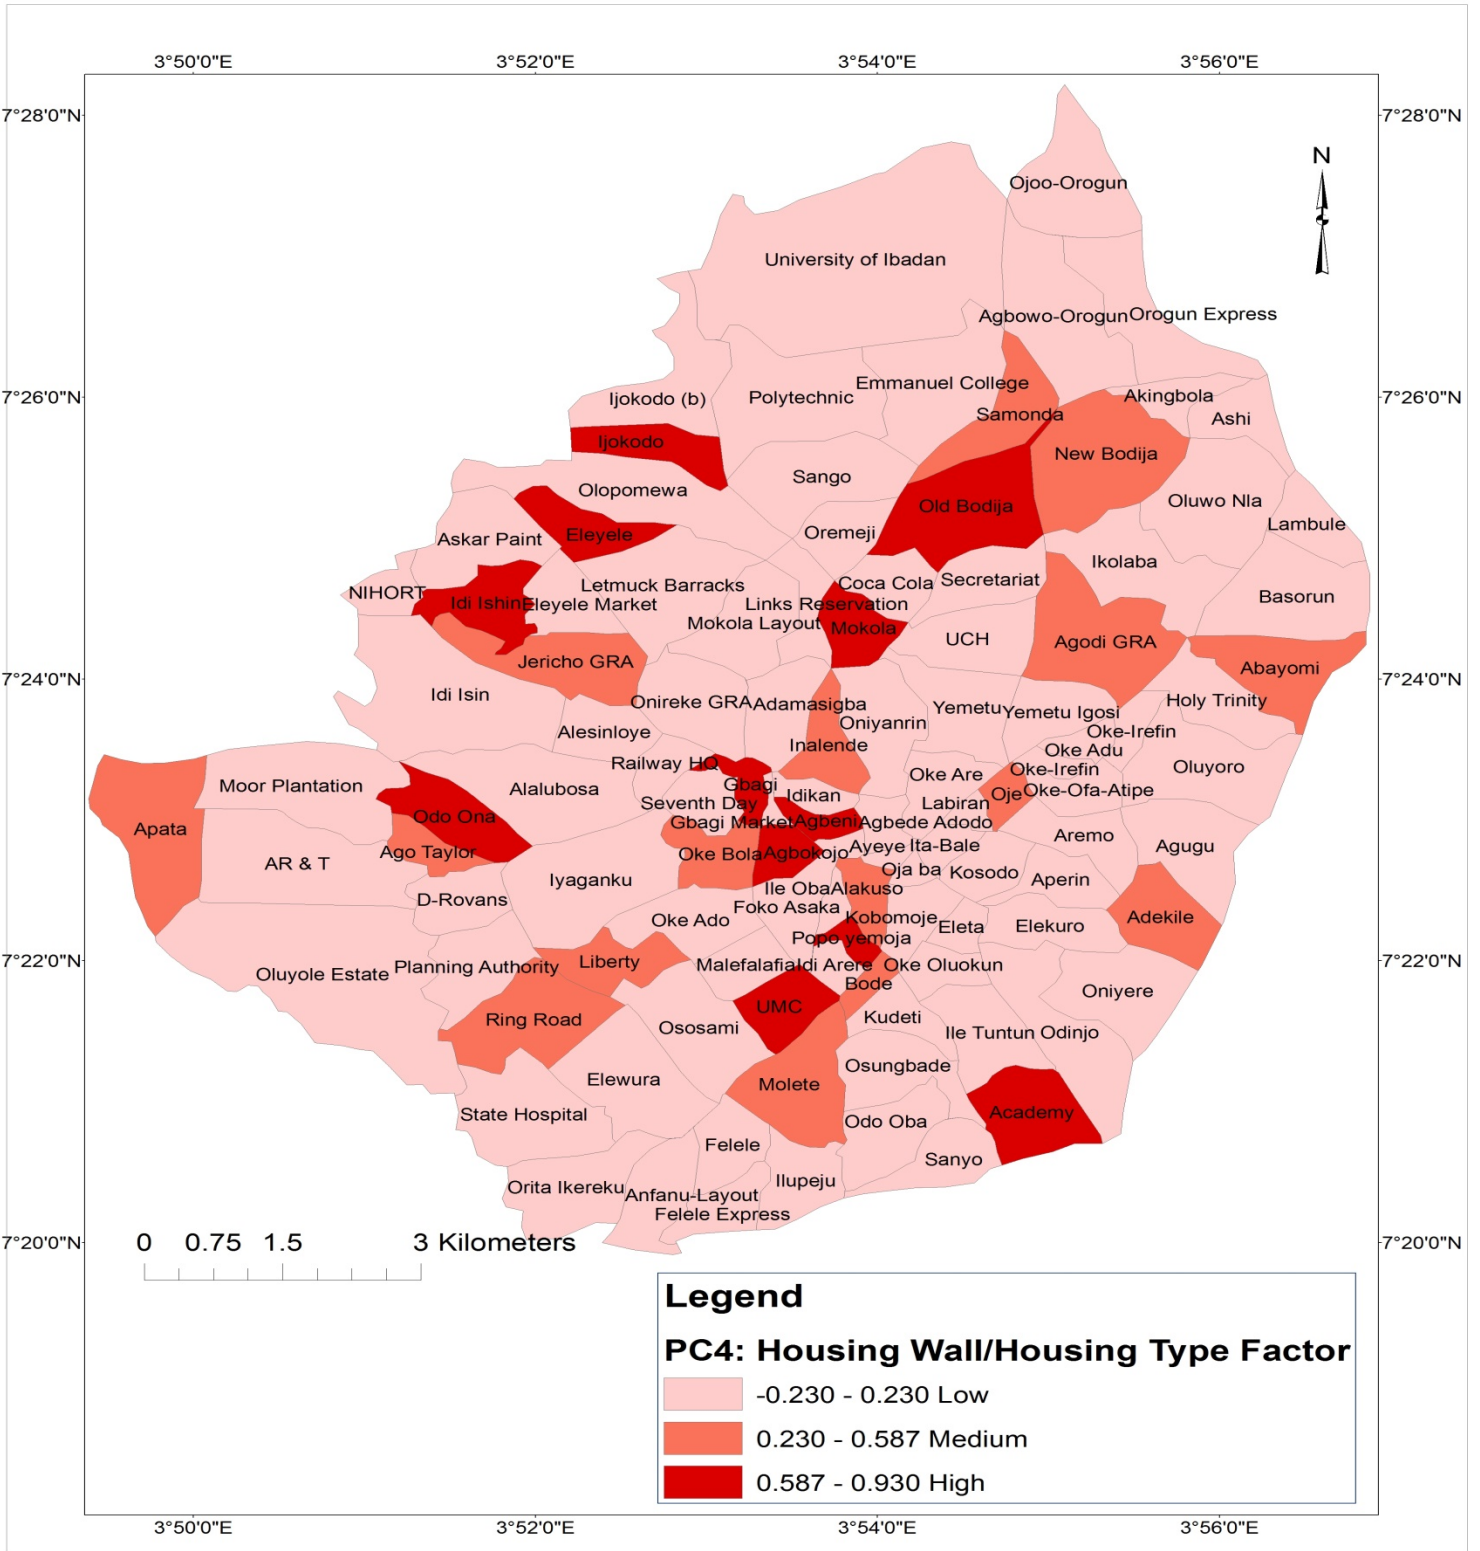 3°50'0"E 3°52'0"E 3°54'0"E 3°56'0"E
7°28'0"N 7°28'0"N
N
Ojoo-Orogun
University of Ibadan
Agbowo-Orogun Orogun Express
Emmanuel College
7°26'0"N Ijokodo (b) Polytechnic Akingbola 7°26'0"N
Samonda Ashi
Ijokodo
New Bodija
Sango
Olopomewa Oluwo Nla
Old Bodija
Lambule
Askar Paint Eleyele Oremeji
Ikolaba
Coca Cola Secretariat
NIHORT Letmuck Barracks Basorun
Idi Ishin Eleyele Market Links Reservation
Mokola Layout Mokola
UCH Agodi GRA
Jericho GRA Abayomi
7°24'0"N 7°24'0"N
Idi Isin Onireke GRA Adamasigba Yemetu Yemetu Igosi Holy Trinity
Oniyanrin
Alesinloye Oke-Irefin
Inalende Oke Adu
Railway HQ Oke-Irefin Oluyoro
Moor Plantation Alalubosa Gbagi Idikan Oke Are Oje Oke-Ofa-Atipe
Seventh Day Labiran
Apata Odo Ona Gbagi Market Agbeni Agbede Adodo
Aremo
AR & T Ago Taylor Oke Bola Agbokojo Ayeye Ita-Bale Agugu
Iyaganku Oja ba Kosodo Aperin
D-Rovans Ile Oba Alakuso
Foko Asaka
Oke Ado Kobomoje Eleta Elekuro Adekile
Popo yemoja
7°22'0"N 7°22'0"N
Oluyole Estate Planning Authority Liberty Malefalafia Idi Arere Oke Oluokun
Bode Oniyere
UMC
Ring Road Ososami Kudeti
Ile Tuntun Odinjo
Osungbade
Elewura Molete
State Hospital Academy
Odo Oba
Felele
Sanyo
Orita Ikereku Anfanu-Layout Ilupeju
Felele Express
7°20'0"N 7°20'0"N
0 0.75 1.5 3 Kilometers
Legend
PC4: Housing Wall/Housing Type Factor
-0.230 - 0.230 Low
0.230 - 0.587 Medium
0.587 - 0.930 High
3°50'0"E 3°52'0"E 3°54'0"E 3°56'0"E